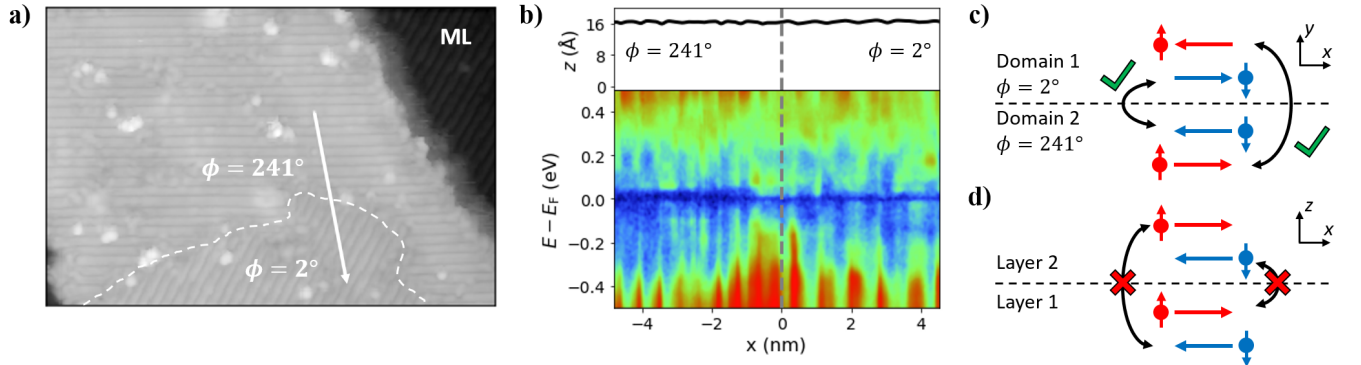 a)
ML
ϕ = 241°
ϕ = 2°
b)
z (Å)
16
8
0
ϕ = 241°
ϕ = 2°
E − E_F (eV)
0.4
0.2
0.0
−0.2
−0.4
−4
−2
0
2
4
x (nm)
c)
y
x
Domain 1
ϕ = 2°
Domain 2
ϕ = 241°
d)
z
x
Layer 2
Layer 1